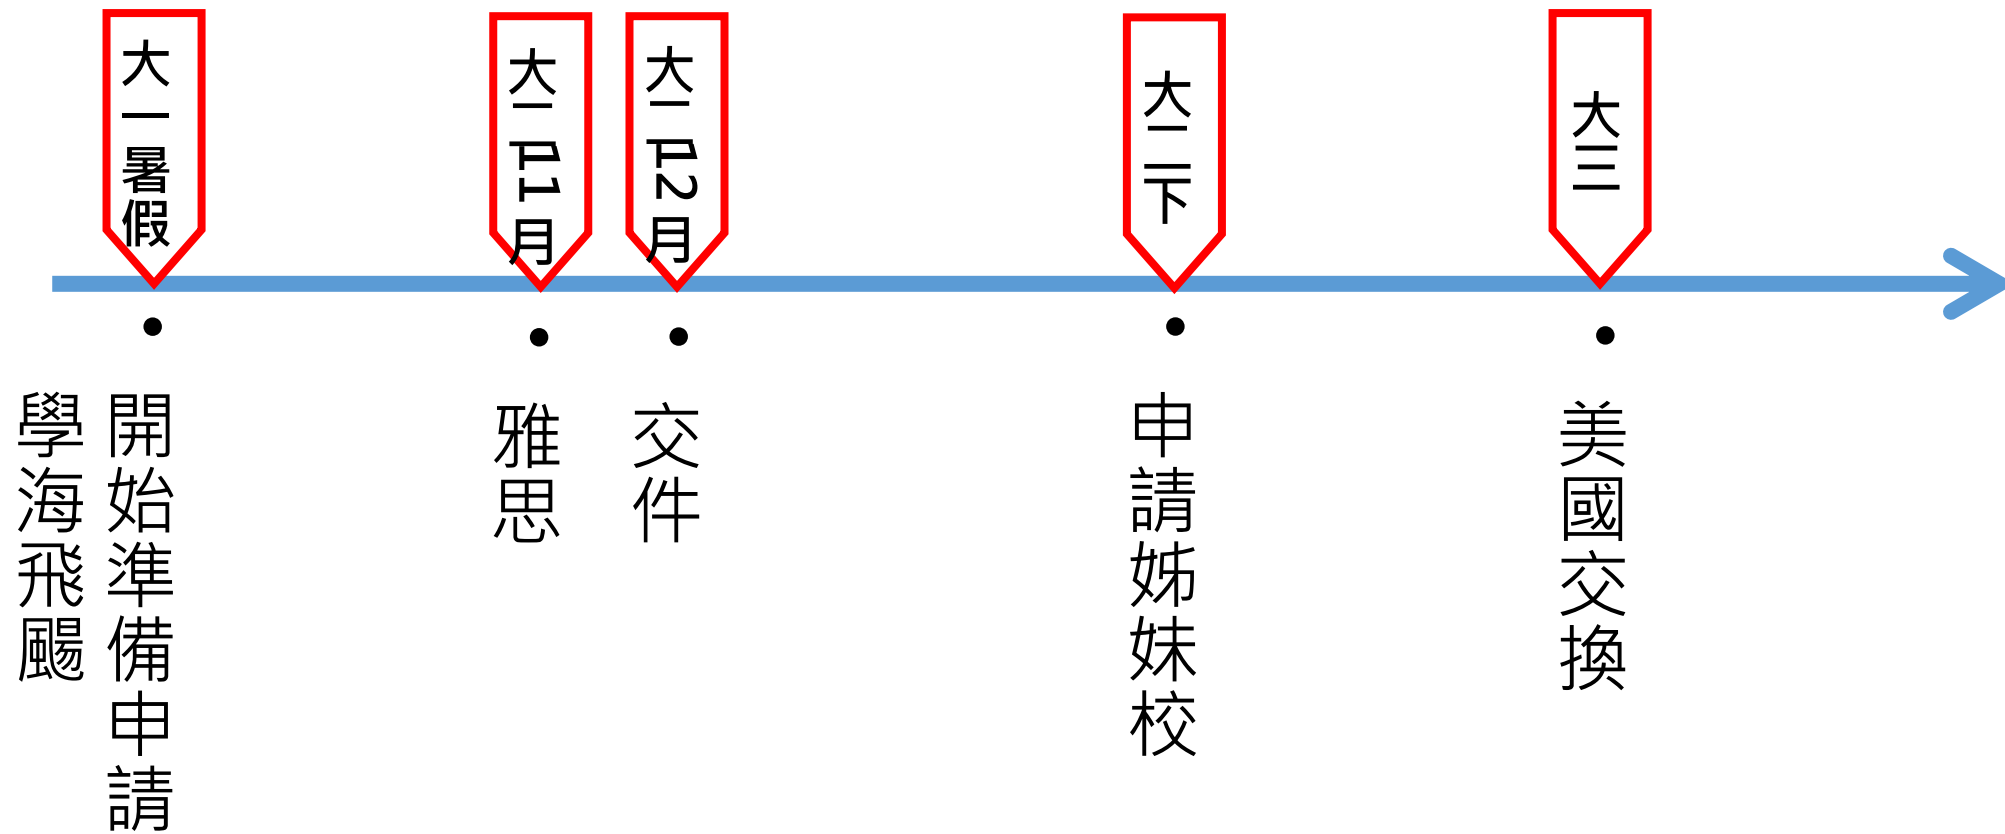 大一暑假
大二11月
大二12月
大二下
大三
開始準備申請
學海飛颺
雅思
交件
申請姊妹校
美國交換